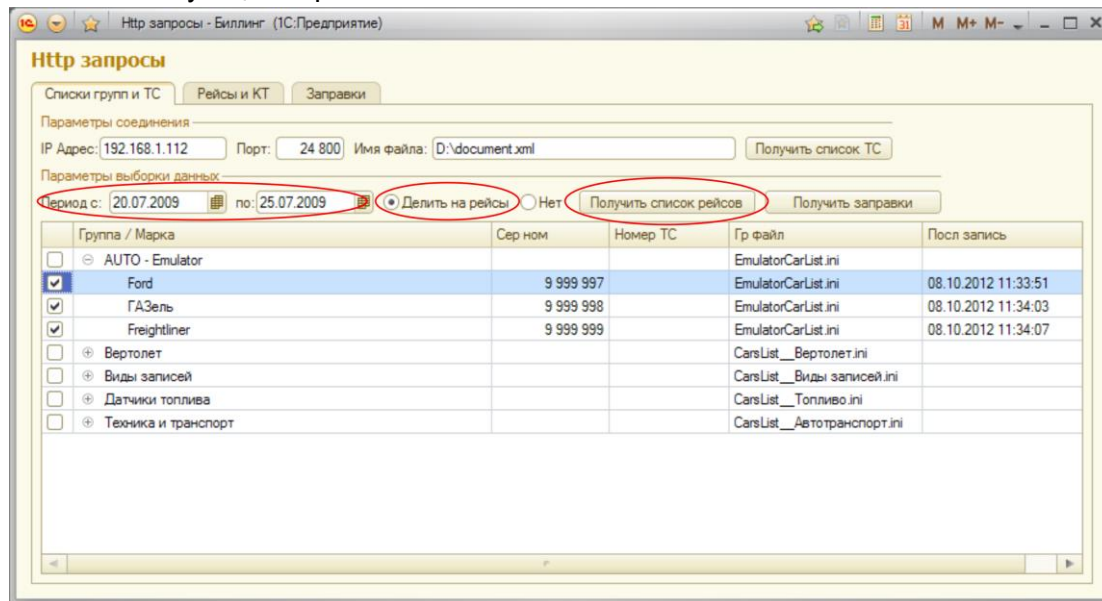 Http запросы - Биллинг (1С:Предприятие) M M+ M-
Http запросы
Списки групп и ТС Рейсы и КТ Заправки
Параметры соединения
IP Адрес: 192.168.1.112 Порт: 24 800 Имя файла: D:\document.xml Получить список ТС
Параметры выборки данных
Период с: 20.07.2009 по: 25.07.2009 Делить на рейсы Нет Получить список рейсов Получить заправки
Группа / Марка Сер ном Номер ТС Гр файл Посл запись
AUTO - Emulator EmulatorCarList.ini
Ford 9 999 997 EmulatorCarList.ini 08.10.2012 11:33:51
ГАЗель 9 999 998 EmulatorCarList.ini 08.10.2012 11:34:03
Freightliner 9 999 999 EmulatorCarList.ini 08.10.2012 11:34:07
Вертолет CarsList__Вертолет.ini
Виды записей CarsList__Виды записей.ini
Датчики топлива CarsList__Топливо.ini
Техника и транспорт CarsList__Автотранспорт.ini